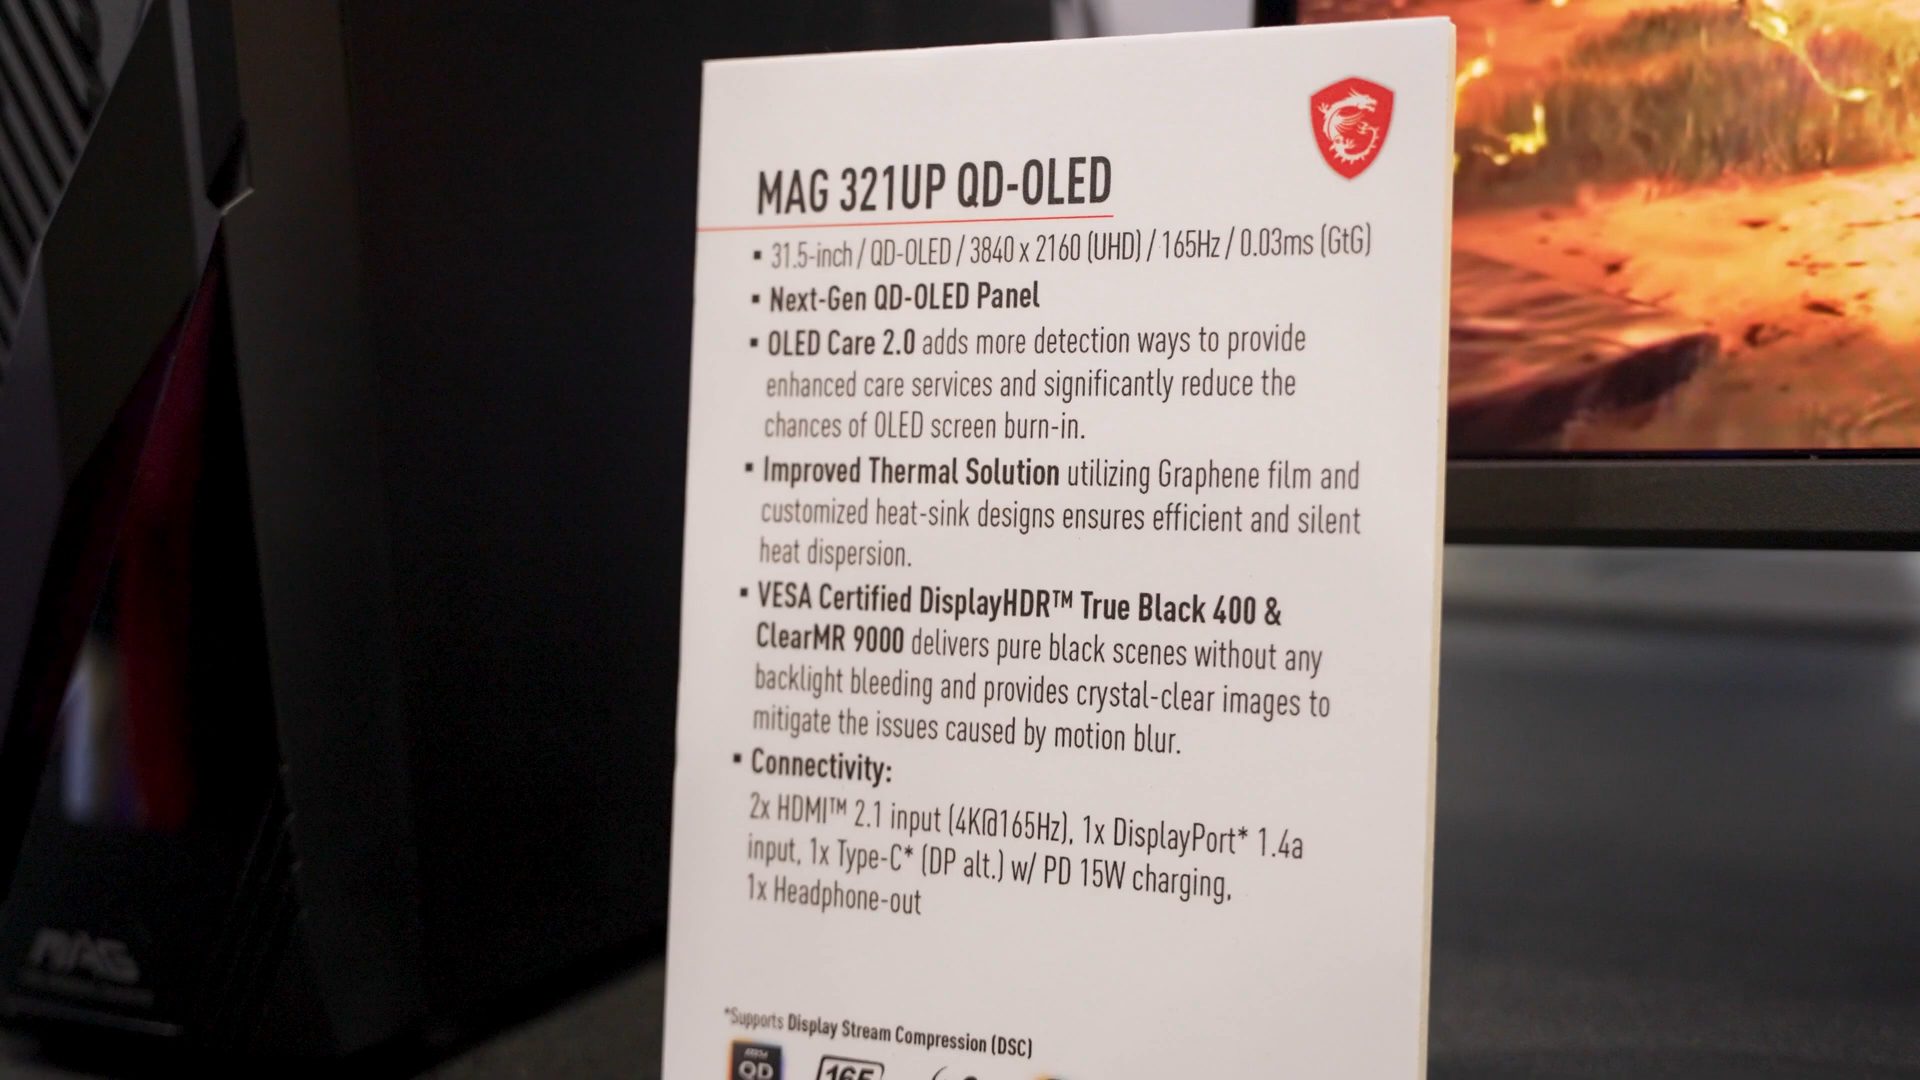 MAG 321UP QD-OLED
▪ 31.5-inch / QD-OLED / 3840 x 2160 (UHD) / 165Hz / 0.03ms (GtG)
▪ Next-Gen QD-OLED Panel
▪ OLED Care 2.0 adds more detection ways to provide
enhanced care services and significantly reduce the
chances of OLED screen burn-in.
▪ Improved Thermal Solution utilizing Graphene film and
customized heat-sink designs ensures efficient and silent
heat dispersion.
▪ VESA Certified DisplayHDR™ True Black 400 &
ClearMR 9000 delivers pure black scenes without any
backlight bleeding and provides crystal-clear images to
mitigate the issues caused by motion blur.
▪ Connectivity:
2x HDMI™ 2.1 input (4K@165Hz), 1x DisplayPort* 1.4a
input, 1x Type-C* (DP alt.) w/ PD 15W charging,
1x Headphone-out
*Supports Display Stream Compression (DSC)
QD
165
MAG